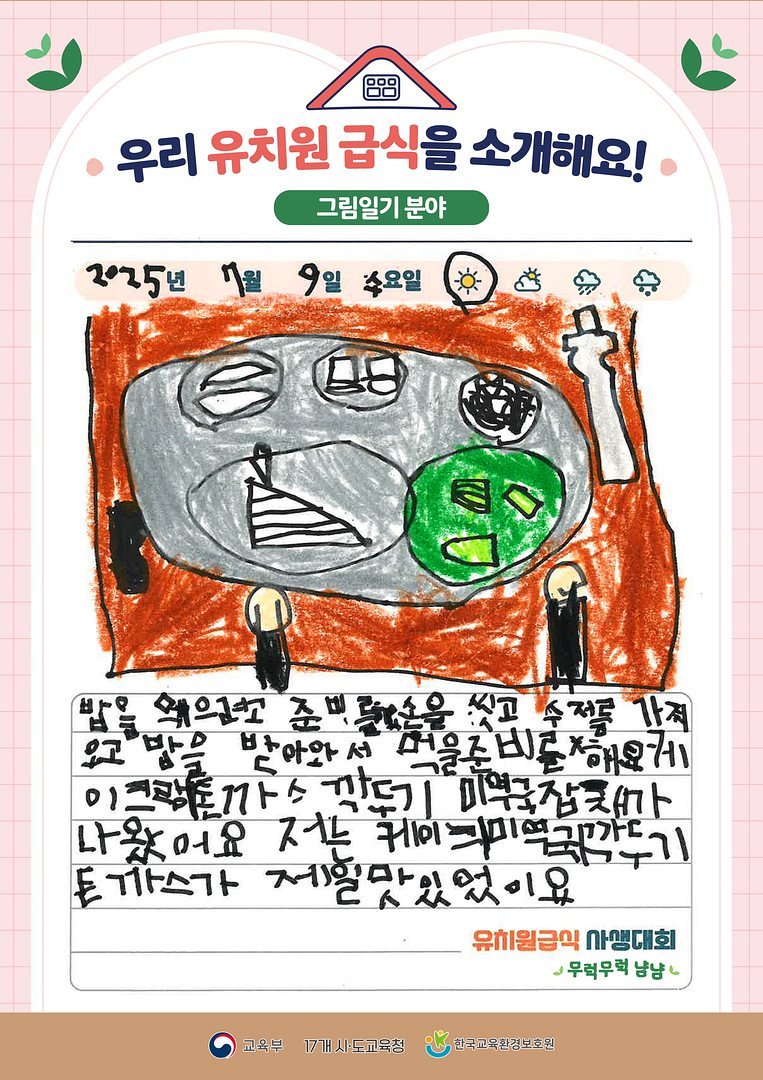 우리 유치원 급식을 소개해요!
그림일기 분야
2025년 7월 9일 수요일
밥을 먹으려고 준비를 손을 씻고 수저를 가져
오고 밥을 받아와서 먹을준비를 해요 케
이크랑 돈까스 깍두기 미역국 잡채가
나왔어요 저는 케이크 미역국 깍두기
돈까스가 제일 맛있었이요
유치원급식 사생대회
무럭무럭 냠냠
교육부 17개 시·도교육청 한국교육환경보호원